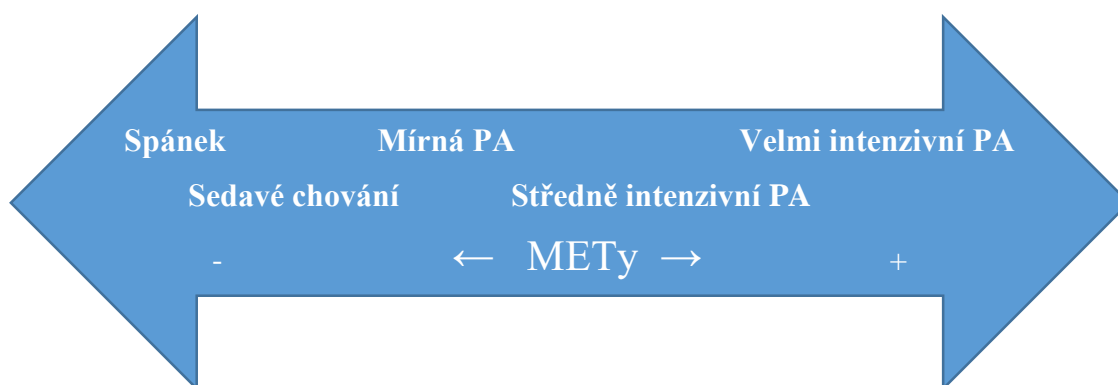 Spánek Mírná PA Velmi intenzivní PA
Sedavé chování Středně intenzivní PA
- ← METy → +